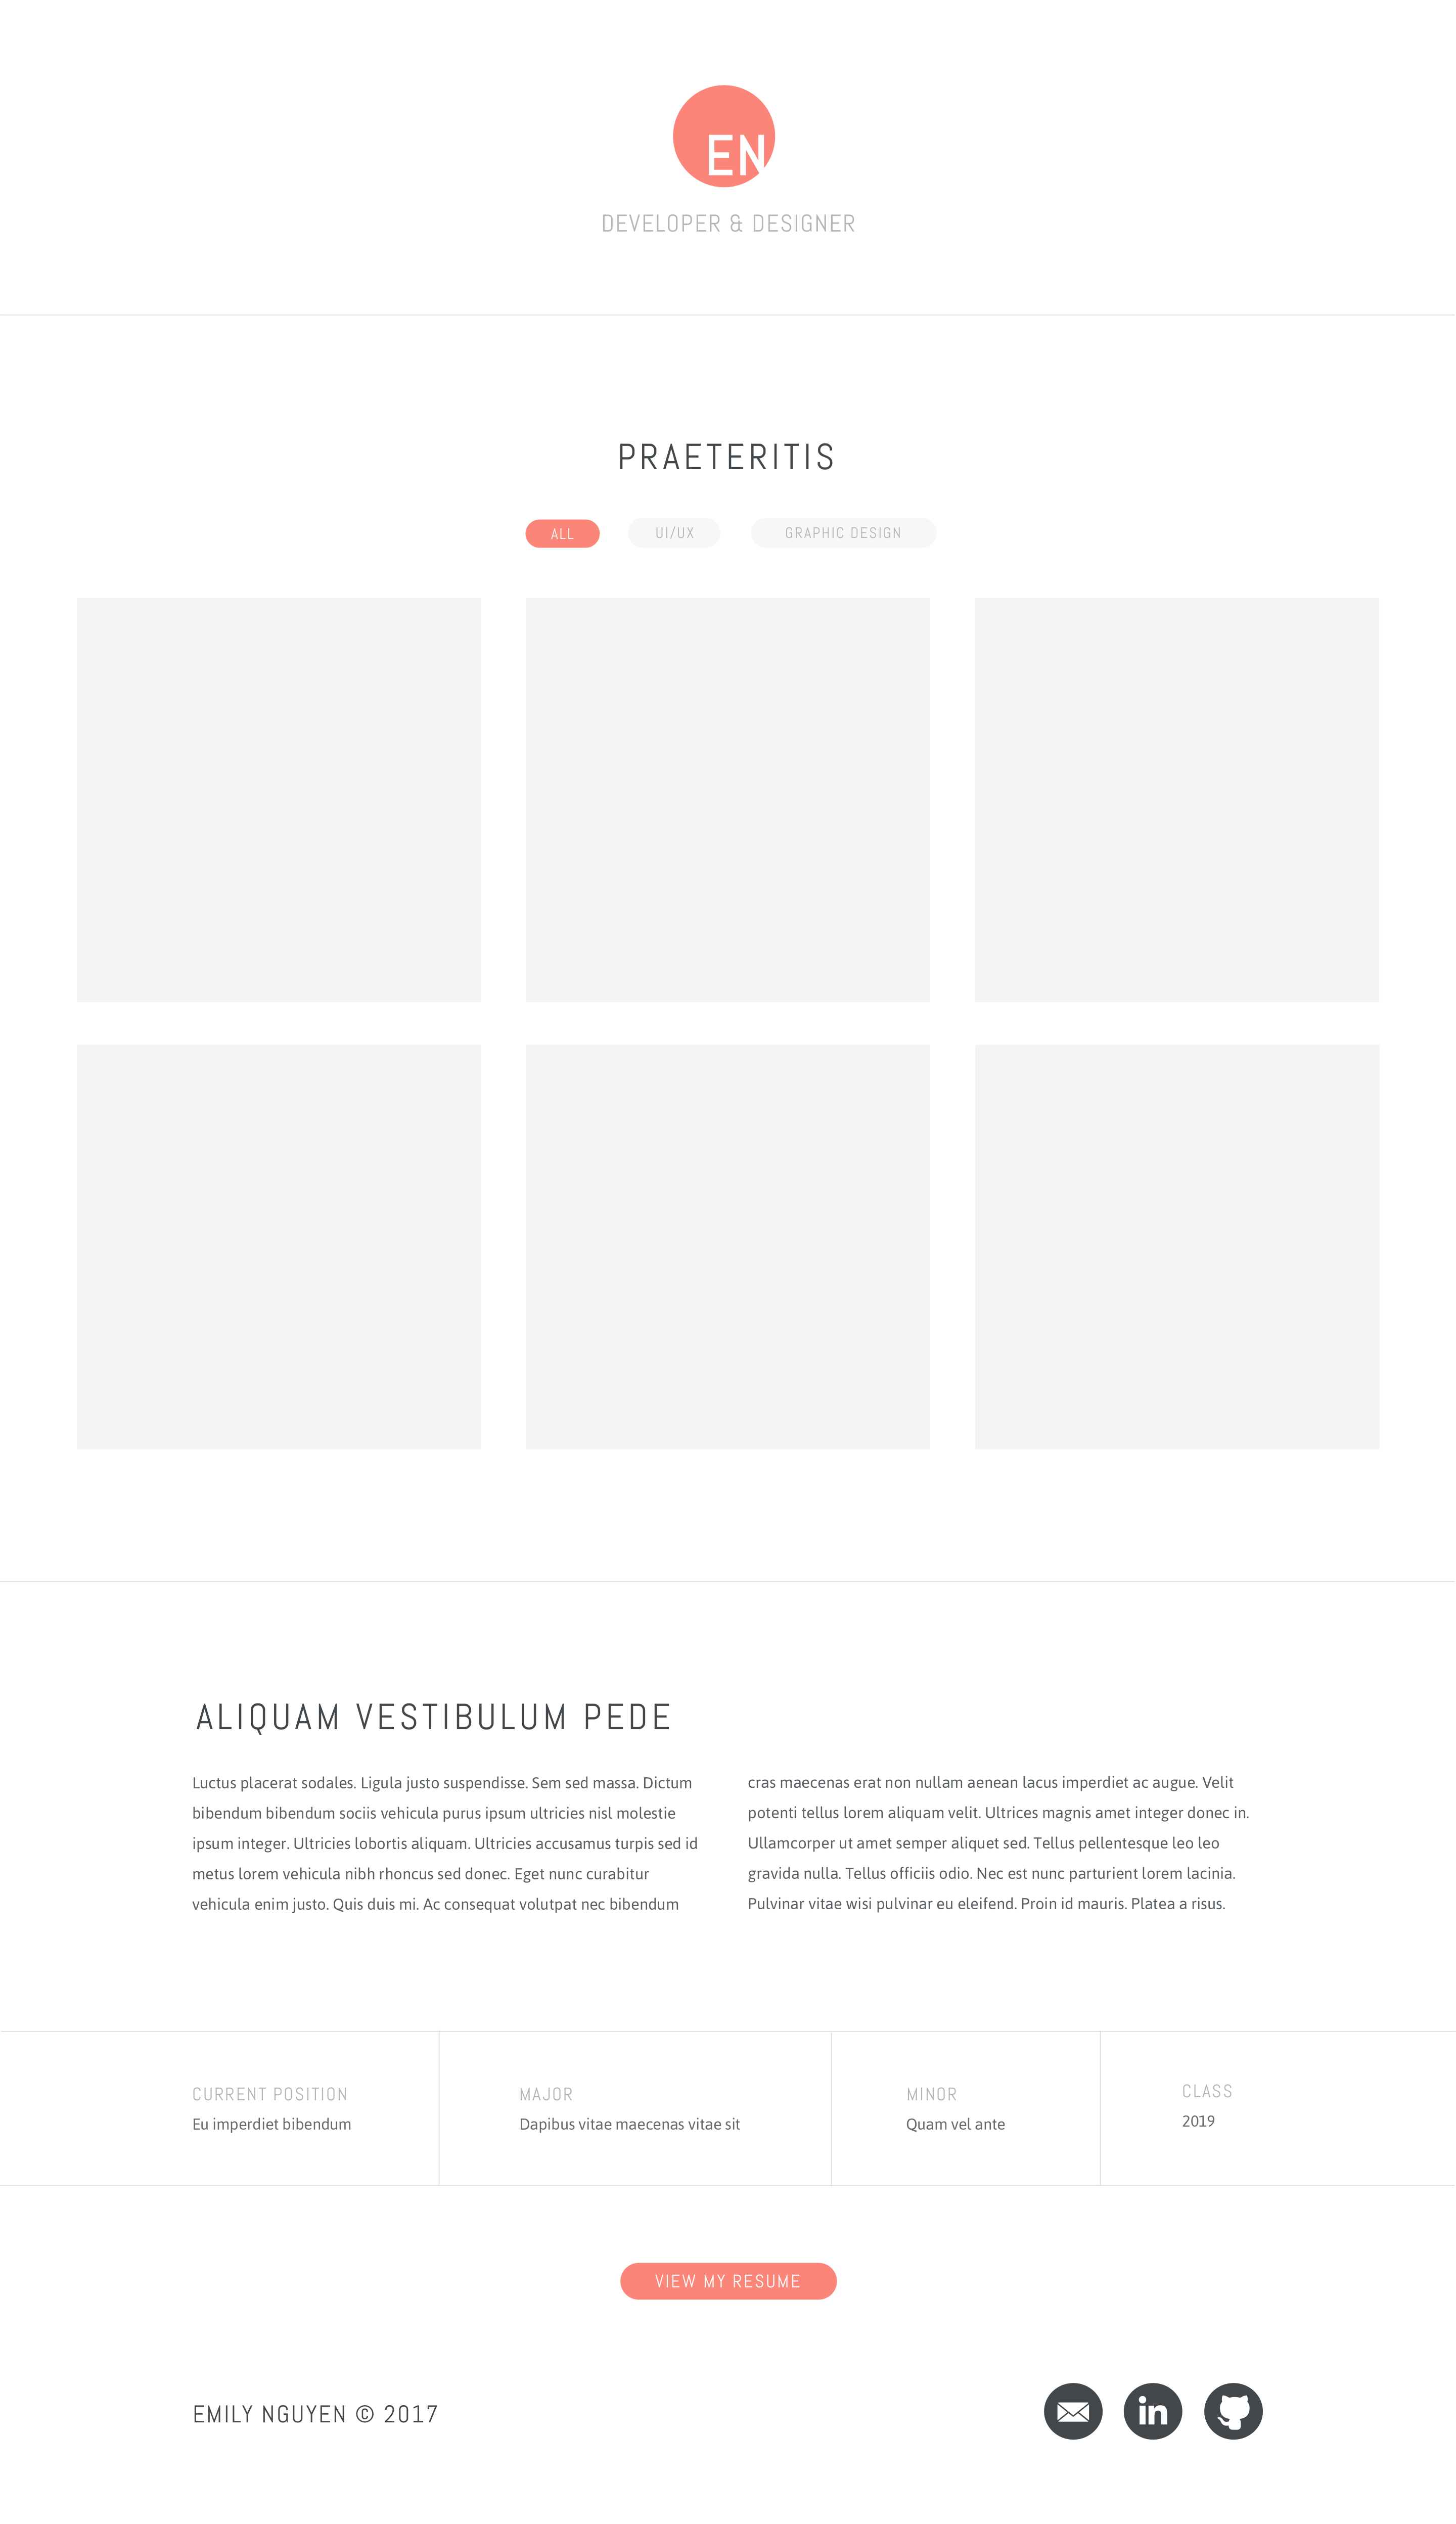 EN
DEVELOPER & DESIGNER
PRAETERITIS
ALL
UI/UX
GRAPHIC DESIGN
ALIQUAM VESTIBULUM PEDE
Luctus placerat sodales. Ligula justo suspendisse. Sem sed massa. Dictum
bibendum bibendum sociis vehicula purus ipsum ultricies nisl molestie
ipsum integer. Ultricies lobortis aliquam. Ultricies accusamus turpis sed id
metus lorem vehicula nibh rhoncus sed donec. Eget nunc curabitur
vehicula enim justo. Quis duis mi. Ac consequat volutpat nec bibendum
cras maecenas erat non nullam aenean lacus imperdiet ac augue. Velit
potenti tellus lorem aliquam velit. Ultrices magnis amet integer donec in.
Ullamcorper ut amet semper aliquet sed. Tellus pellentesque leo leo
gravida nulla. Tellus officiis odio. Nec est nunc parturient lorem lacinia.
Pulvinar vitae wisi pulvinar eu eleifend. Proin id mauris. Platea a risus.
CURRENT POSITION
Eu imperdiet bibendum
MAJOR
Dapibus vitae maecenas vitae sit
MINOR
Quam vel ante
CLASS
2019
VIEW MY RESUME
EMILY NGUYEN © 2017
in